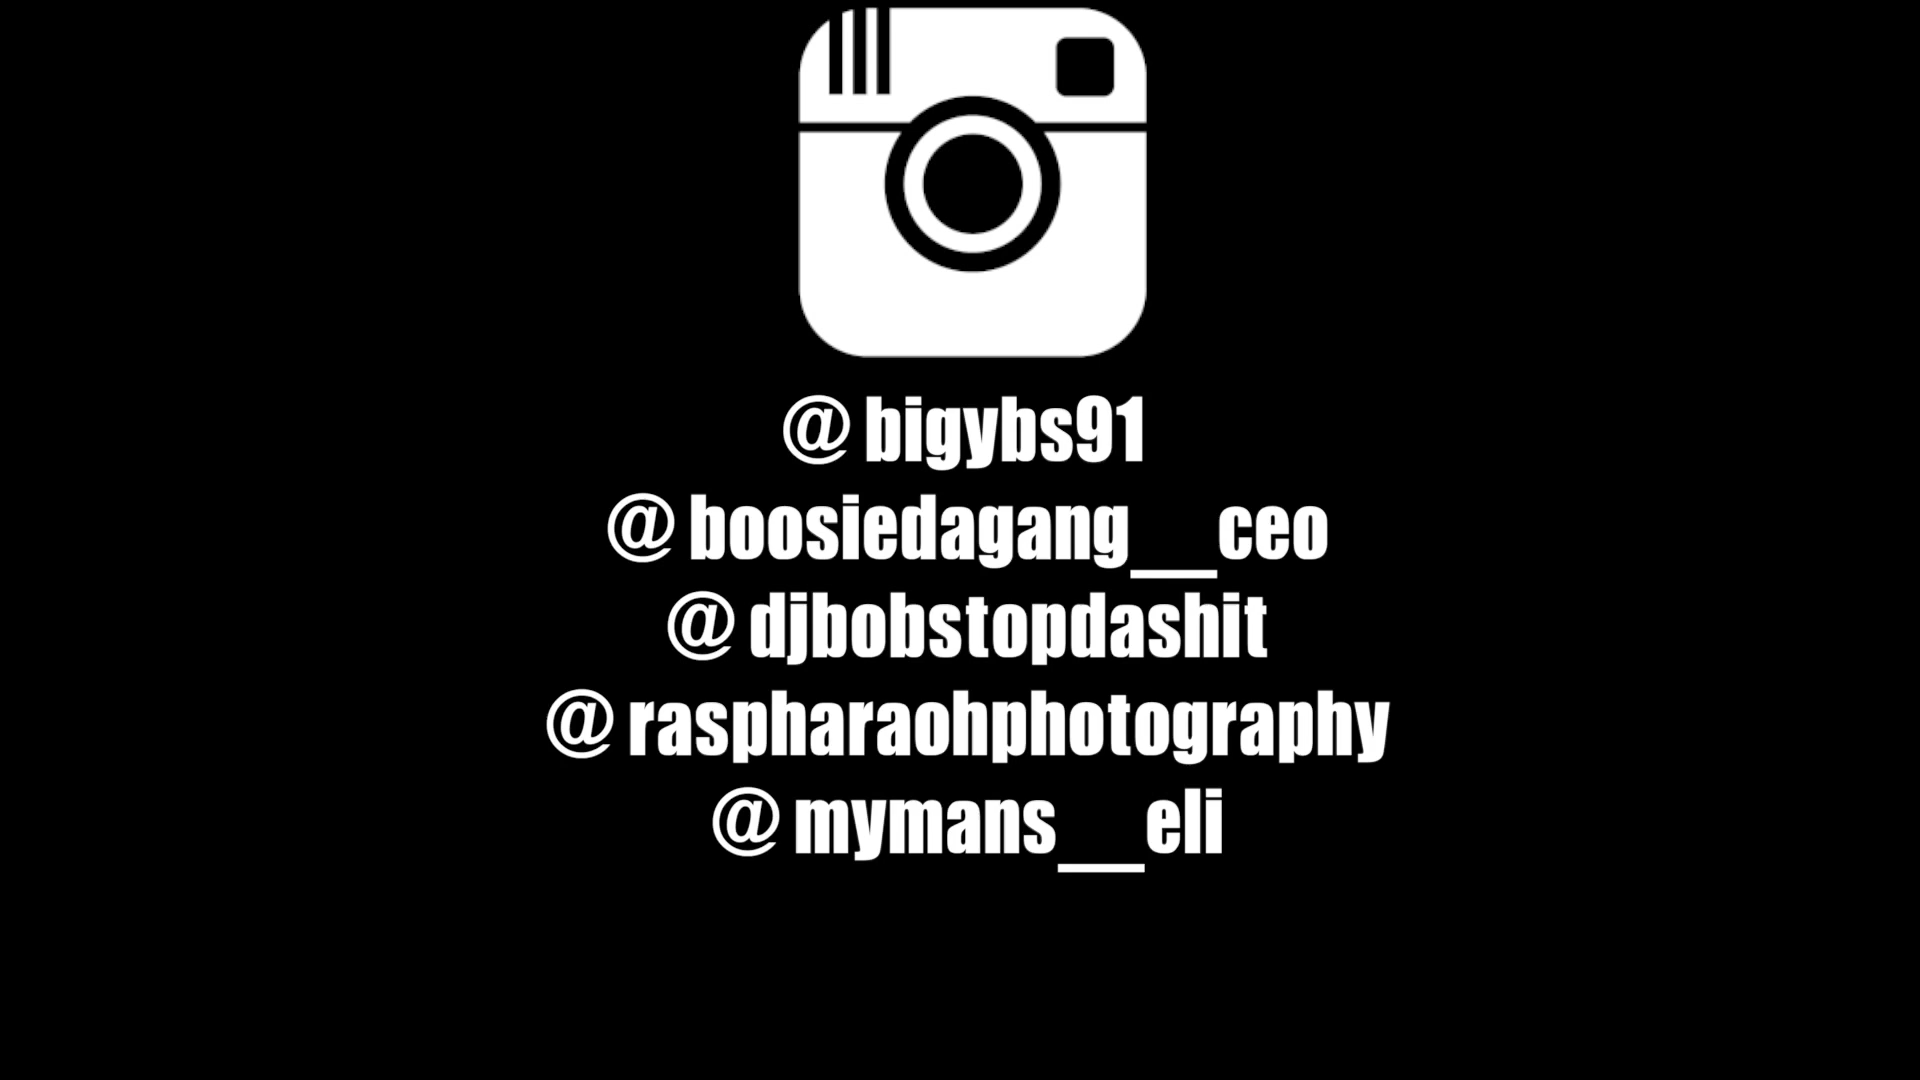 @ bigybs91
@ boosiedagang__ceo
@ djbobstopdashit
@ raspharaohphotography
@ mymans__eli